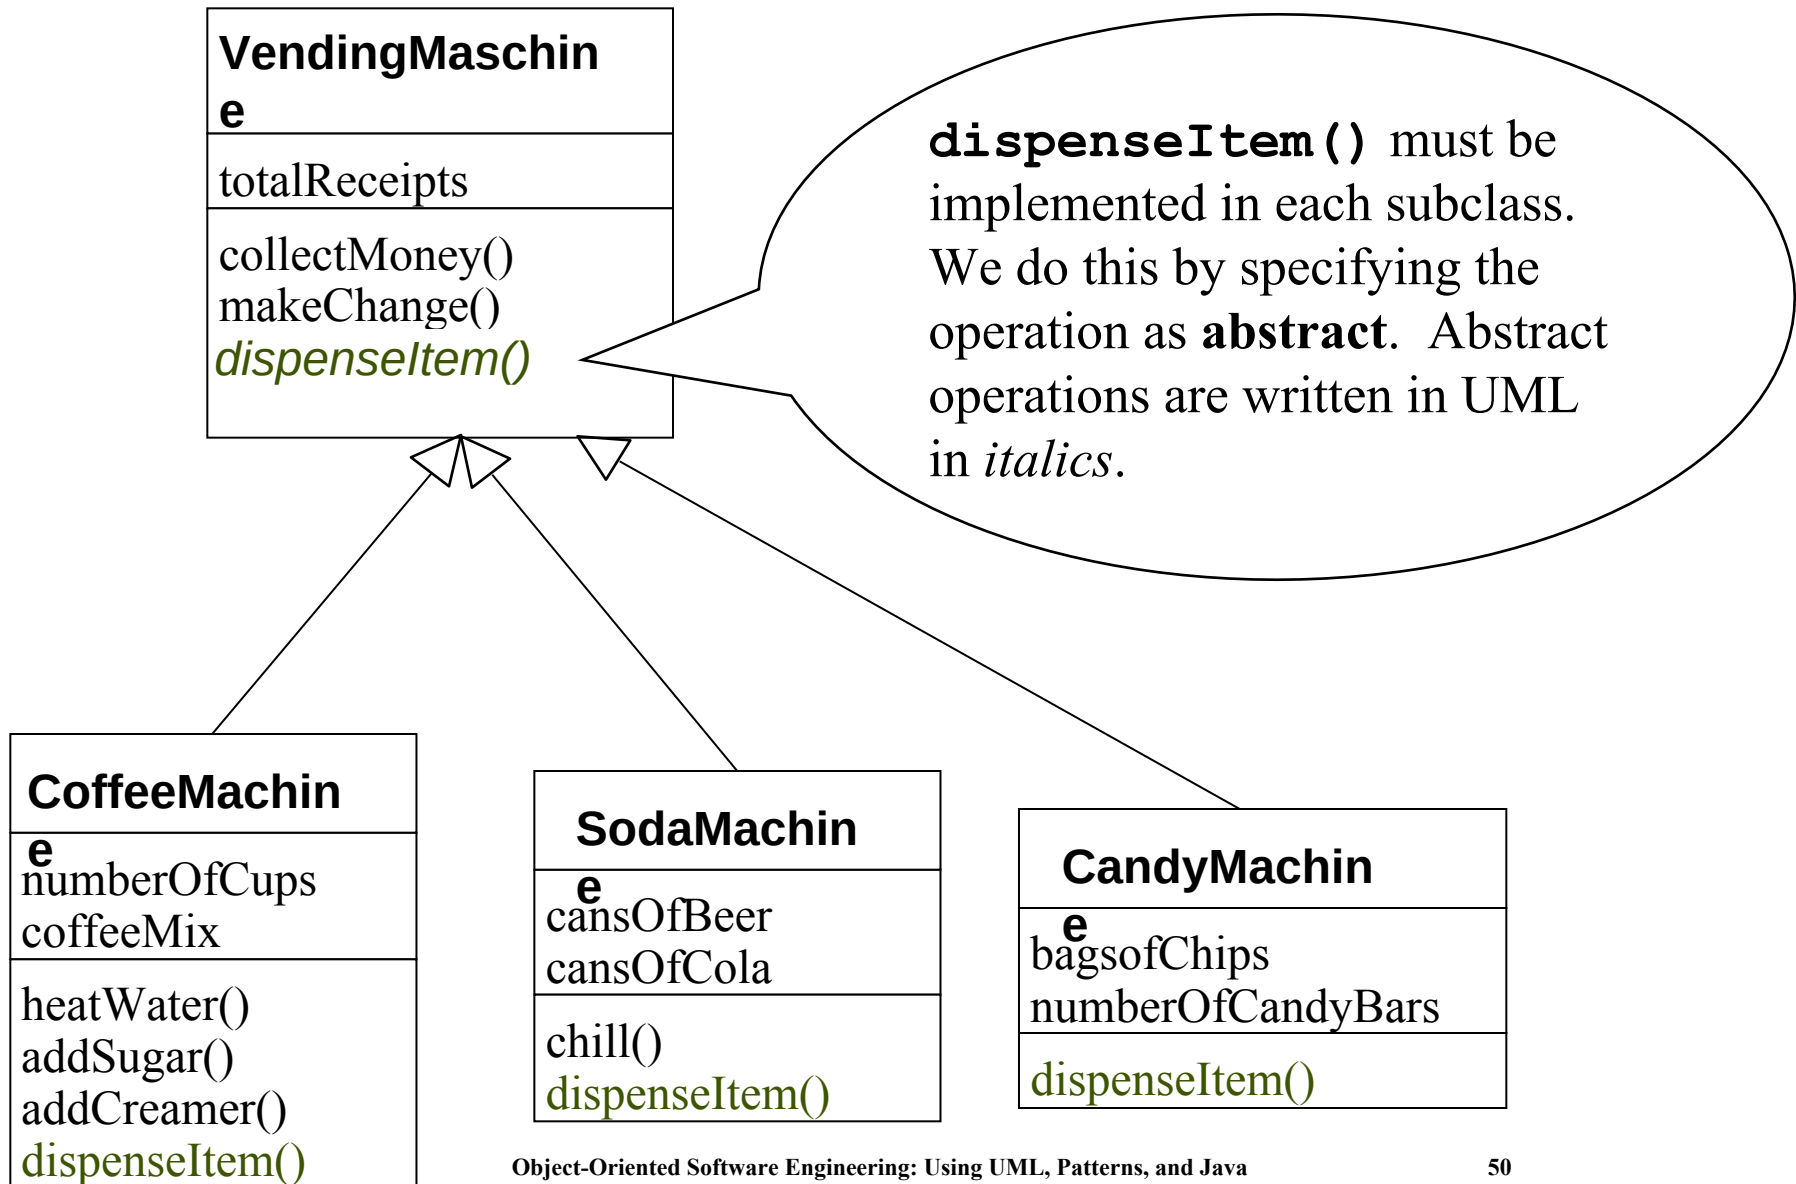 VendingMaschin
e
totalReceipts
collectMoney()
makeChange()
dispenseItem()
dispenseItem() must be
implemented in each subclass.
We do this by specifying the
operation as abstract. Abstract
operations are written in UML
in italics.
CoffeeMachin
e
numberOfCups
coffeeMix
heatWater()
addSugar()
addCreamer()
dispenseItem()
SodaMachin
e
cansOfBeer
cansOfCola
chill()
dispenseItem()
CandyMachin
e
bagsofChips
numberOfCandyBars
dispenseItem()
Object-Oriented Software Engineering: Using UML, Patterns, and Java
50